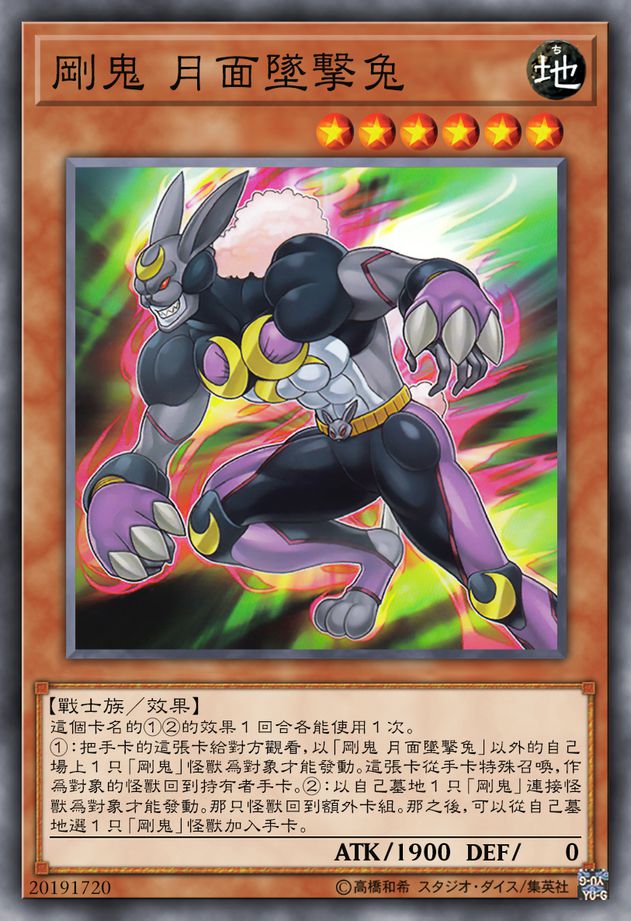 剛鬼 月面墜撃兔
ち
地
【戰士族／效果】
這個卡名的①②的效果１回合各能使用１次。
①：把手卡的這張卡給對方觀看，以「剛鬼 月面墜擊兔」以外的自己
場上１只「剛鬼」怪獸為對象才能發動。這張卡從手卡特殊召喚，作
為對象的怪獸回到持有者手卡。②：以自己墓地１只「剛鬼」連接怪
獸為對象才能發動。那只怪獸回到額外卡組。那之後，可以從自己墓
地選１只「剛鬼」怪獸加入手卡。
ATK/1900 DEF/ 0
20191720
©高橋和希 スタジオ・ダイス/集英社
YU-G